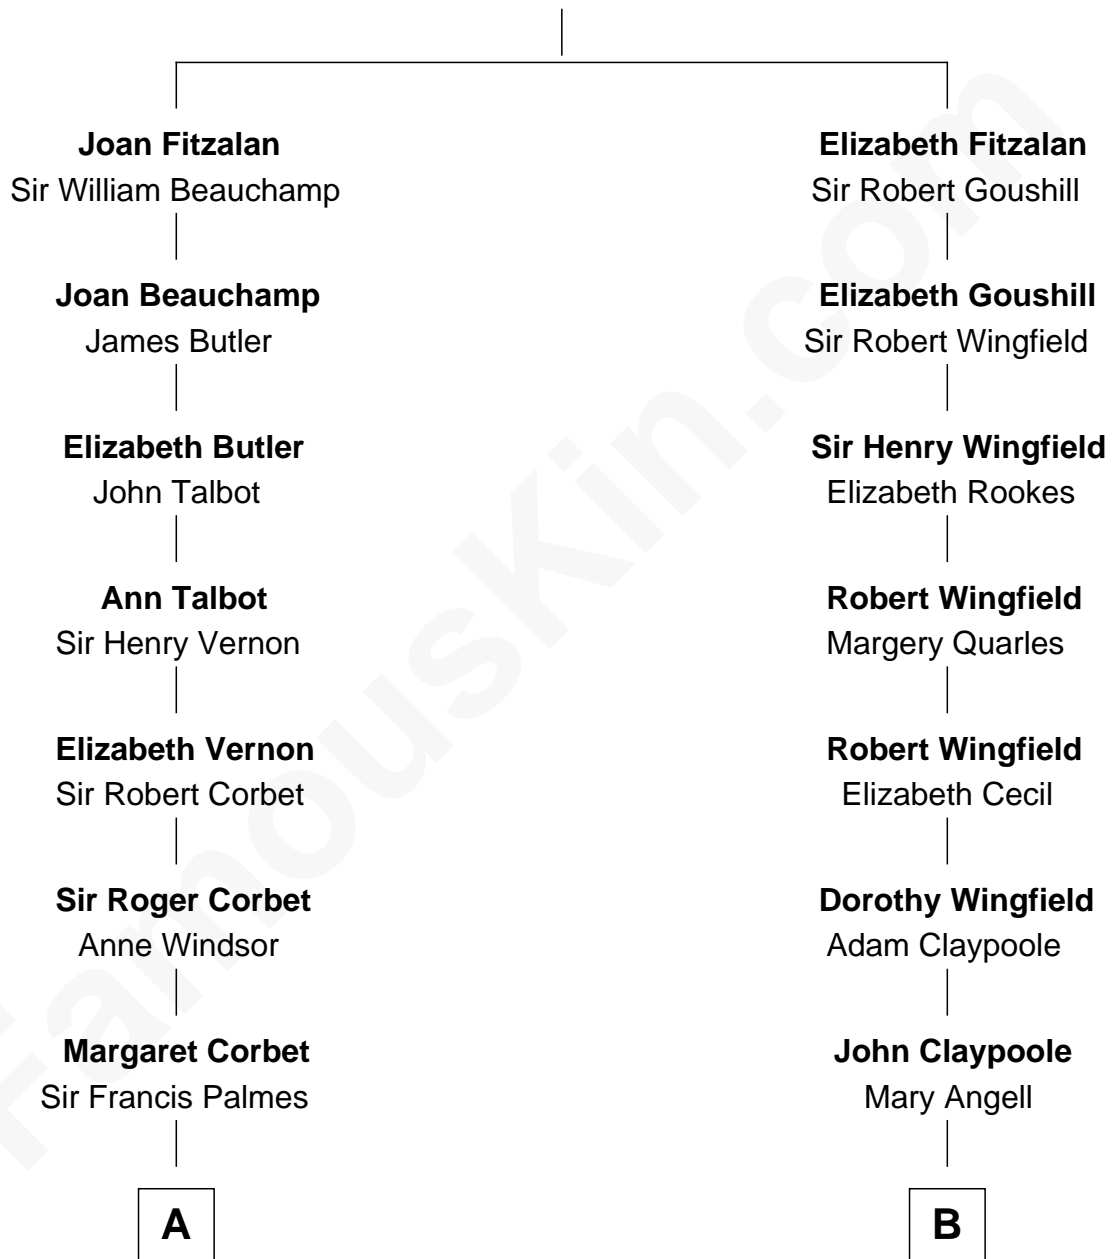 Joan Fitzalan
Sir William Beauchamp
Joan Beauchamp
James Butler
Elizabeth Butler
John Talbot
Ann Talbot
Sir Henry Vernon
Elizabeth Vernon
Sir Robert Corbet
Sir Roger Corbet
Anne Windsor
Margaret Corbet
Sir Francis Palmes
A
Elizabeth Fitzalan
Sir Robert Goushill
Elizabeth Goushill
Sir Robert Wingfield
Sir Henry Wingfield
Elizabeth Rookes
Robert Wingfield
Margery Quarles
Robert Wingfield
Elizabeth Cecil
Dorothy Wingfield
Adam Claypoole
John Claypoole
Mary Angell
B
FamousKin.com